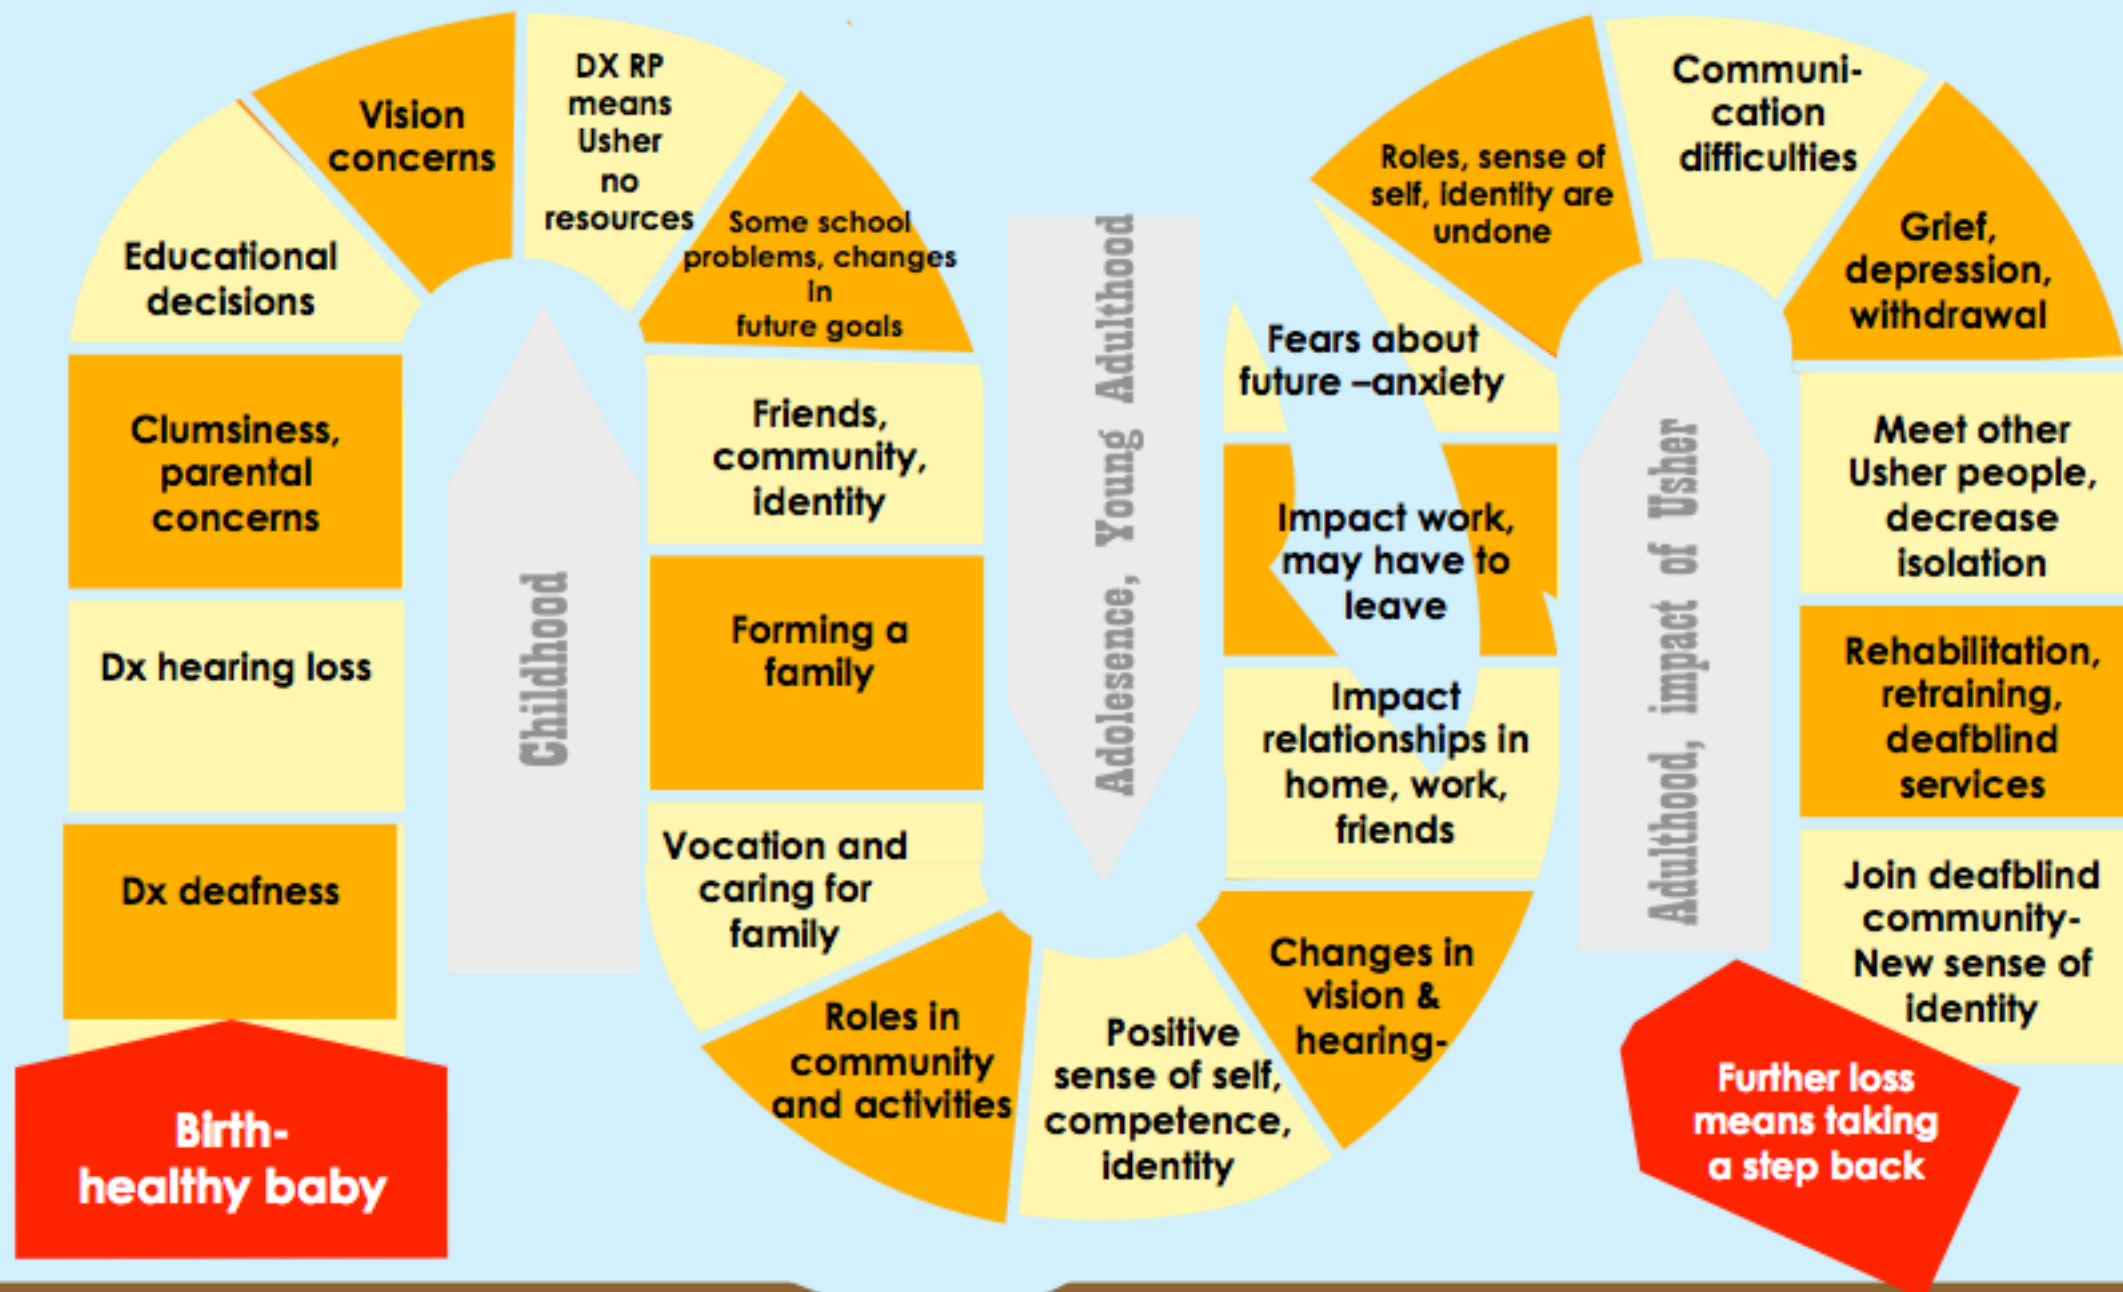 Birth-
healthy baby
Dx deafness
Dx hearing loss
Clumsiness,
parental
concerns
Educational
decisions
Vision
concerns
DX RP
means
Usher
no
resources
Some school
problems, changes
in
future goals
Friends,
community,
identity
Forming a
family
Vocation and
caring for
family
Roles in
community
and activities
Positive
sense of self,
competence,
identity
Changes in
vision &
hearing-
Impact
relationships in
home, work,
friends
Impact work,
may have to
leave
Fears about
future –anxiety
Roles, sense of
self, identity are
undone
Communi-
cation
difficulties
Grief,
depression,
withdrawal
Meet other
Usher people,
decrease
isolation
Rehabilitation,
retraining,
deafblind
services
Join deafblind
community-
New sense of
identity
Further loss
means taking
a step back
Childhood
Adolesence, Young Adulthood
Adulthood, impact of Usher